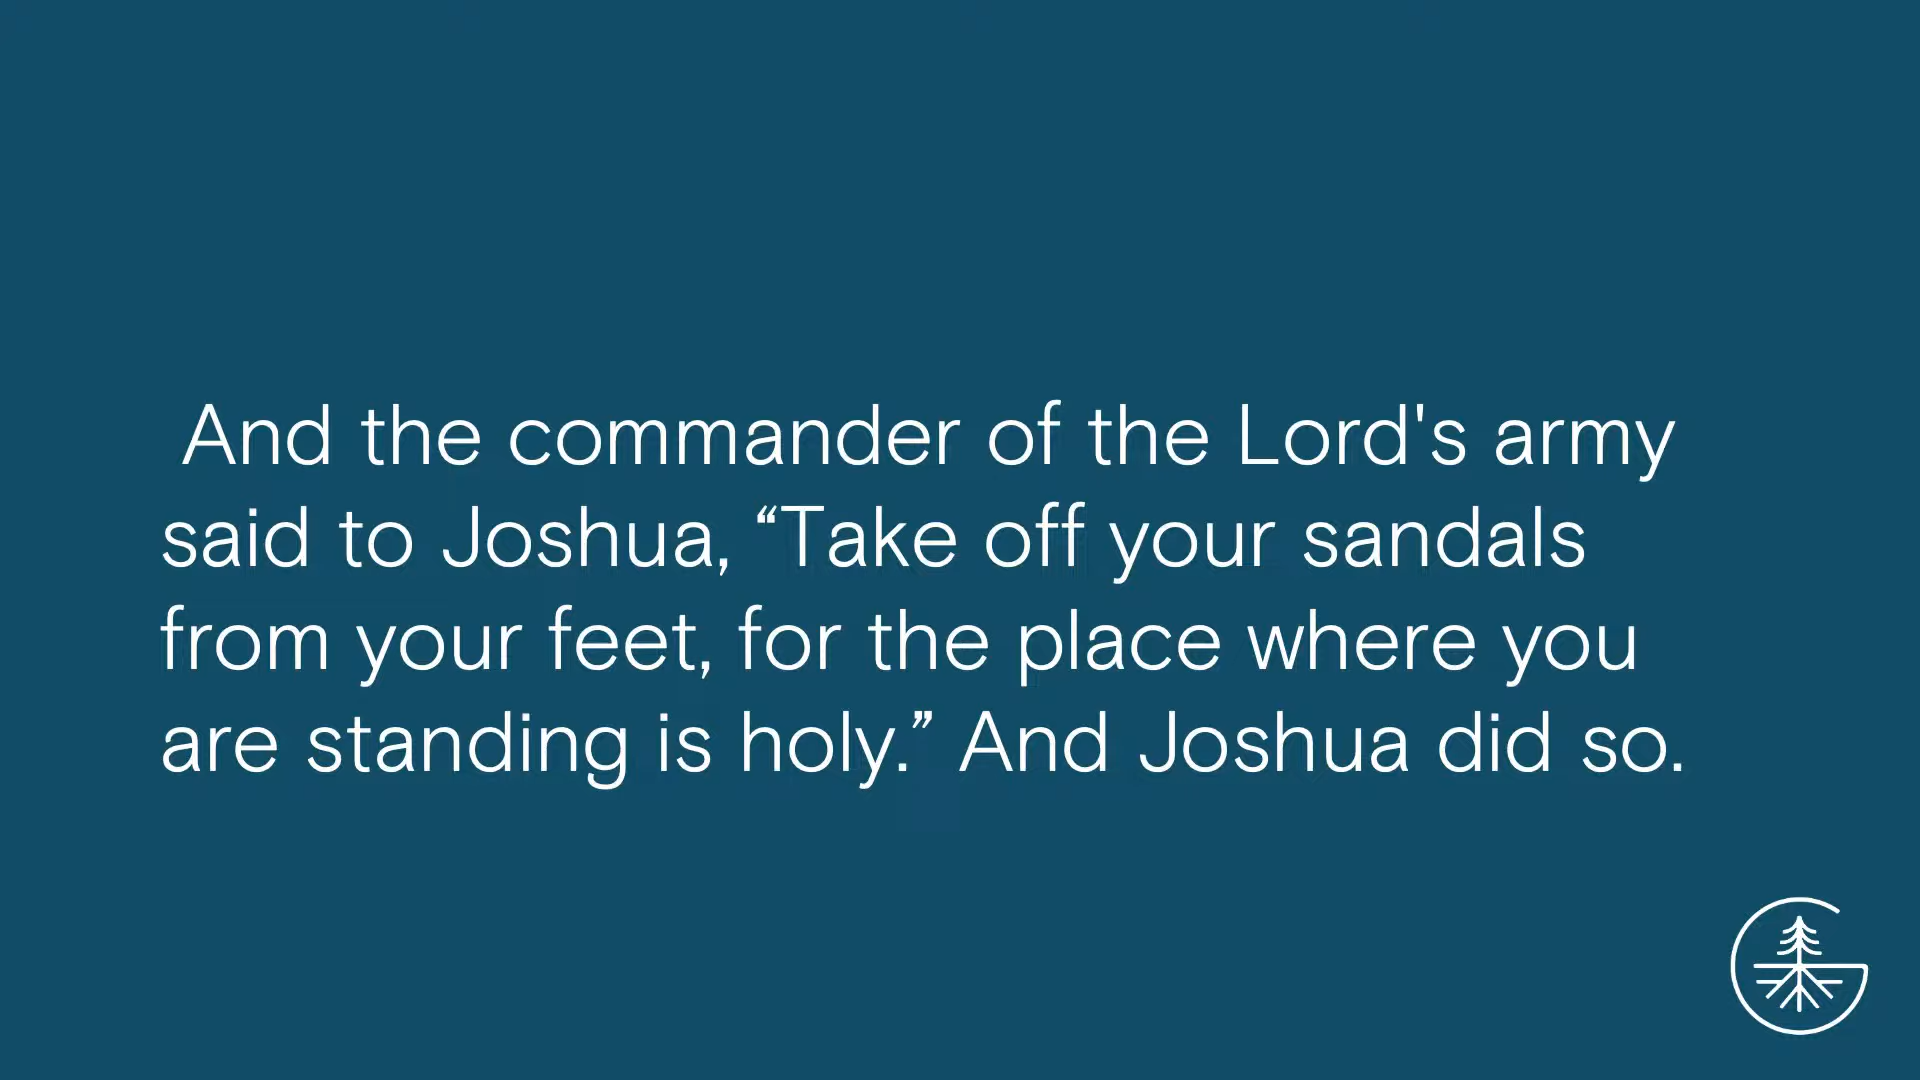 And the commander of the Lord's army
said to Joshua, “Take off your sandals
from your feet, for the place where you
are standing is holy.” And Joshua did so.